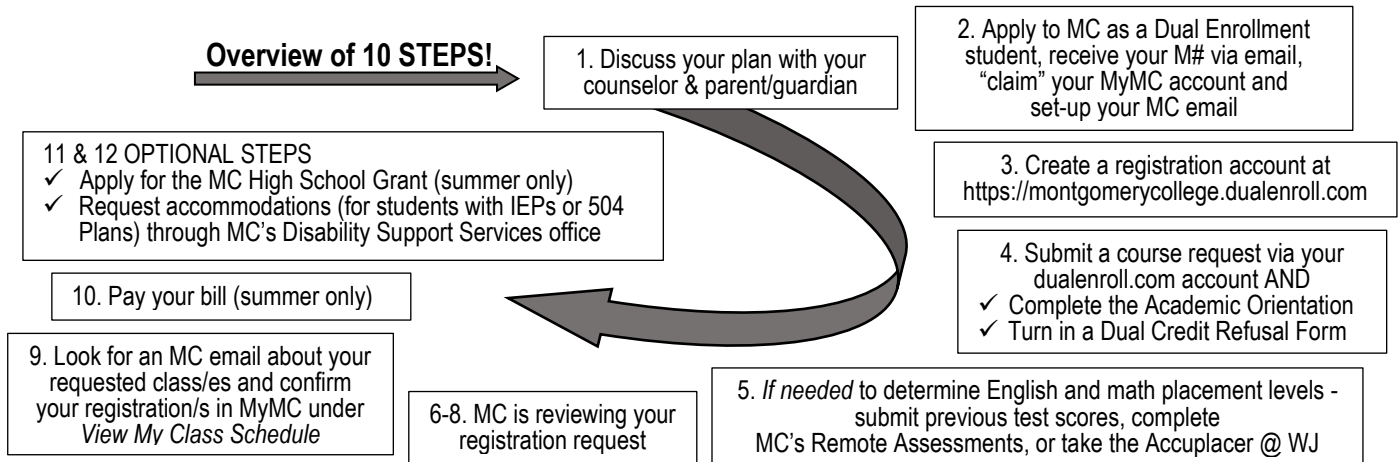 Overview of 10 STEPS!
1. Discuss your plan with your
counselor & parent/guardian
2. Apply to MC as a Dual Enrollment
student, receive your M# via email,
“claim” your MyMC account and
set-up your MC email
3. Create a registration account at
https://montgomerycollege.dualenroll.com
4. Submit a course request via your
dualenroll.com account AND
✓ Complete the Academic Orientation
✓ Turn in a Dual Credit Refusal Form
5. If needed to determine English and math placement levels -
submit previous test scores, complete
MC's Remote Assessments, or take the Accuplacer @ WJ
6-8. MC is reviewing your
registration request
9. Look for an MC email about your
requested class/es and confirm
your registration/s in MyMC under
View My Class Schedule
10. Pay your bill (summer only)
11 & 12 OPTIONAL STEPS
✓ Apply for the MC High School Grant (summer only)
✓ Request accommodations (for students with IEPs or 504
Plans) through MC's Disability Support Services office